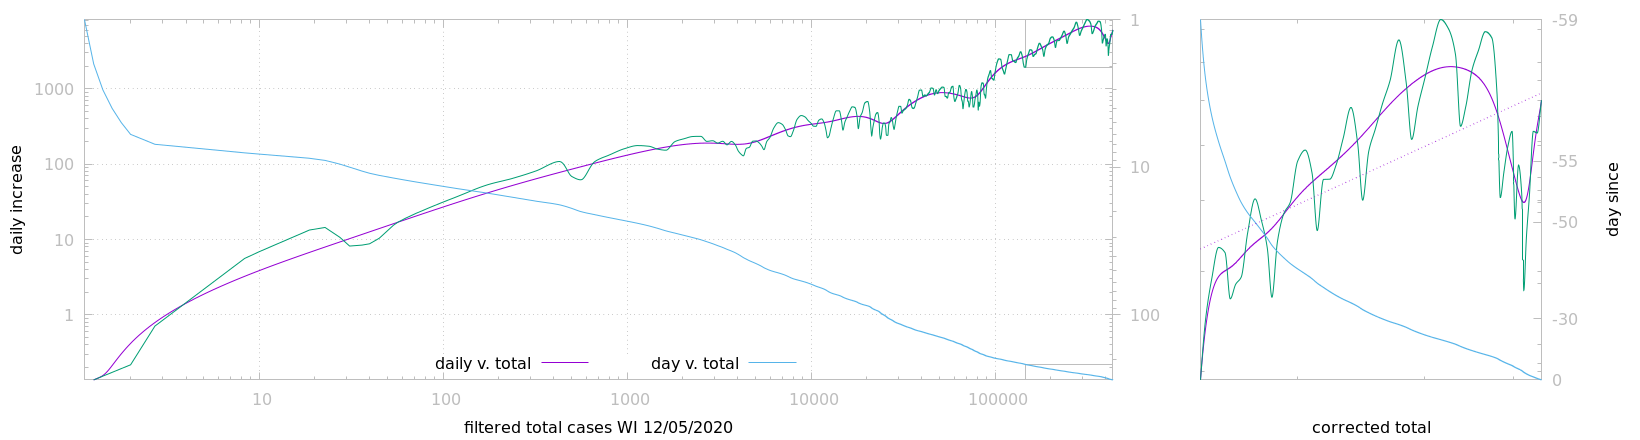 daily increase
1000
100
10
1
10
100
1000
10000
100000
1
10
100
daily v. total
day v. total
filtered total cases WI 12/05/2020
-59
-55
-50
-30
0
day since
corrected total